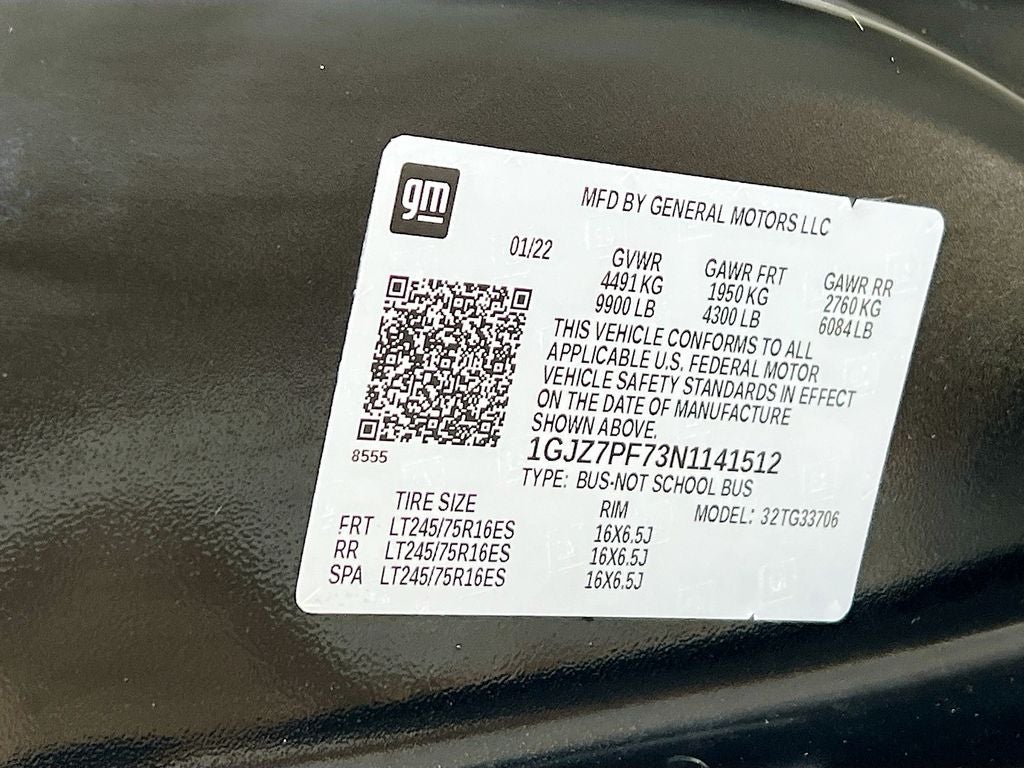 gm
MFD BY GENERAL MOTORS LLC
01/22
GVWR GAWR FRT GAWR RR
4491 KG 1950 KG 2760 KG
9900 LB 4300 LB 6084 LB
THIS VEHICLE CONFORMS TO ALL
APPLICABLE U.S. FEDERAL MOTOR
VEHICLE SAFETY STANDARDS IN EFFECT
ON THE DATE OF MANUFACTURE
SHOWN ABOVE.
8555
1GJZ7PF73N1141512
TYPE: BUS-NOT SCHOOL BUS
TIRE SIZE RIM MODEL: 32TG33706
FRT LT245/75R16ES 16X6.5J
RR LT245/75R16ES 16X6.5J
SPA LT245/75R16ES 16X6.5J